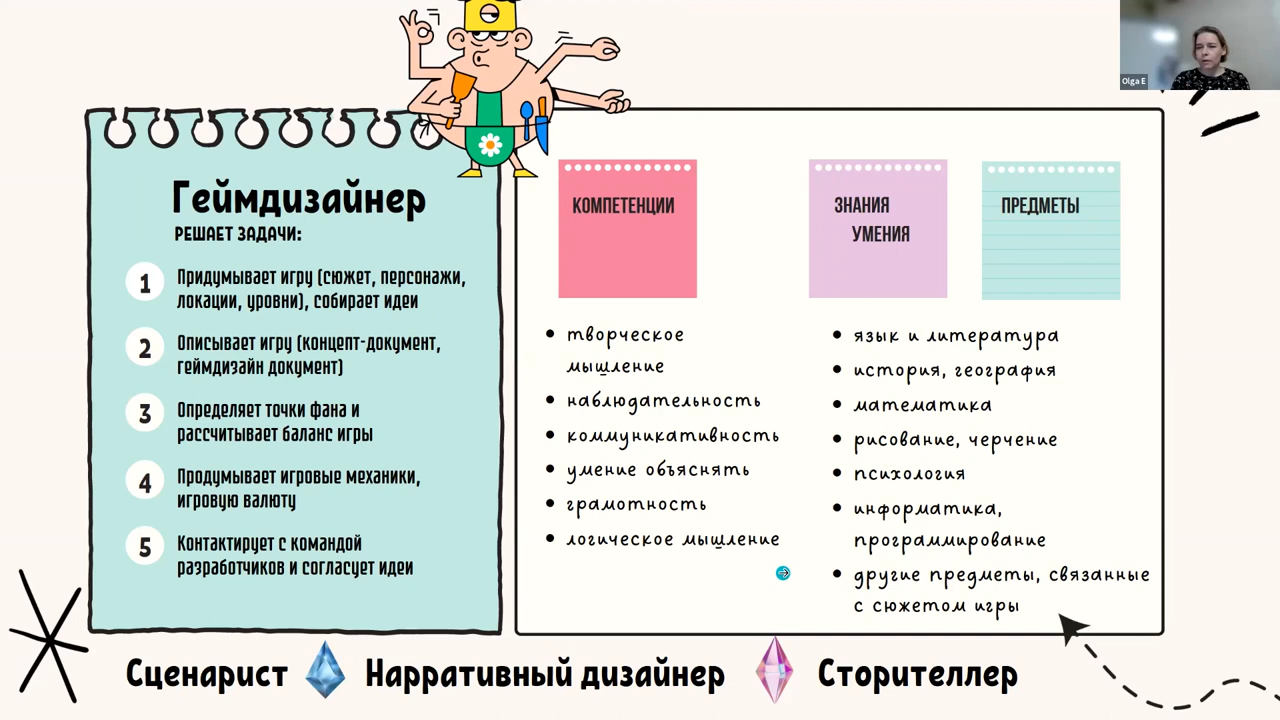 Olga E
Геймдизайнер
РЕШАЕТ ЗАДАЧИ:
1
Придумывает игру (сюжет, персонажи,
локации, уровни), собирает идеи
2
Описывает игру (концепт-документ,
геймдизайн документ)
3
Определяет точки фана и
рассчитывает баланс игры
4
Продумывает игровые механики,
игровую валюту
5
Контактирует с командой
разработчиков и согласует идеи
КОМПЕТЕНЦИИ
• творческое
мышление
• наблюдательность
• коммуникативность
• умение объяснять
• грамотность
• логическое мышление
ЗНАНИЯ
УМЕНИЯ
ПРЕДМЕТЫ
• язык и литература
• история, география
• математика
• рисование, черчение
• психология
• информатика,
программирование
• другие предметы, связанные
с сюжетом игры
Сценарист Нарративный дизайнер Сторителлер